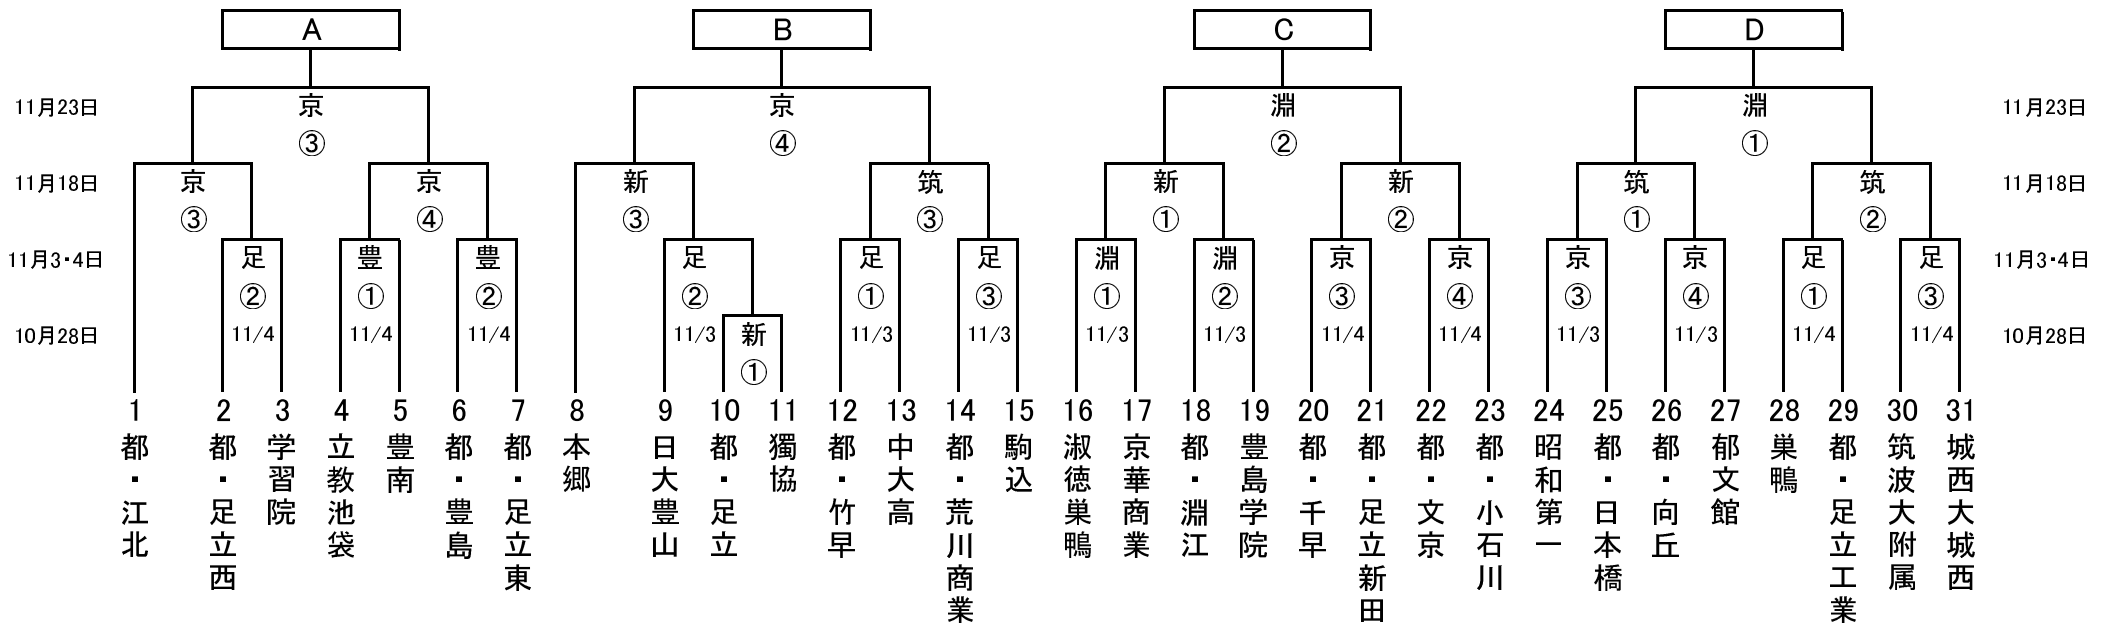 A B C D
11月23日 京 京 淵 淵 11月23日
③ ④ ② ①
11月18日 京 京 新 筑 新 新 筑 筑 11月18日
③ ④ ③ ③ ① ② ① ②
11月3・4日 足 豊 豊 足 足 足 淵 淵 京 京 京 京 足 足 11月3・4日
② ① ② ② ① ③ ① ② ③ ④ ③ ④ ① ③
10月28日 11/4 11/4 11/4 11/3 新 11/3 11/3 11/3 11/3 11/4 11/4 11/3 11/3 11/4 11/4 10月28日
①
1 2 3 4 5 6 7 8 9 10 11 12 13 14 15 16 17 18 19 20 21 22 23 24 25 26 27 28 29 30 31
都・江北
都・足立西
学習院
立教池袋
豊南
都・豊島
都・足立東
本郷
日大豊山
都・足立
獨協
都・竹早
中大高
都・荒川商業
駒込
淑徳巣鴨
京華商業
都・淵江
豊島学院
都・千早
都・足立新田
都・文京
都・小石川
昭和第一
都・日本橋
都・向丘
郁文館
巣鴨
都・足立工業
筑波大附属
城西大城西